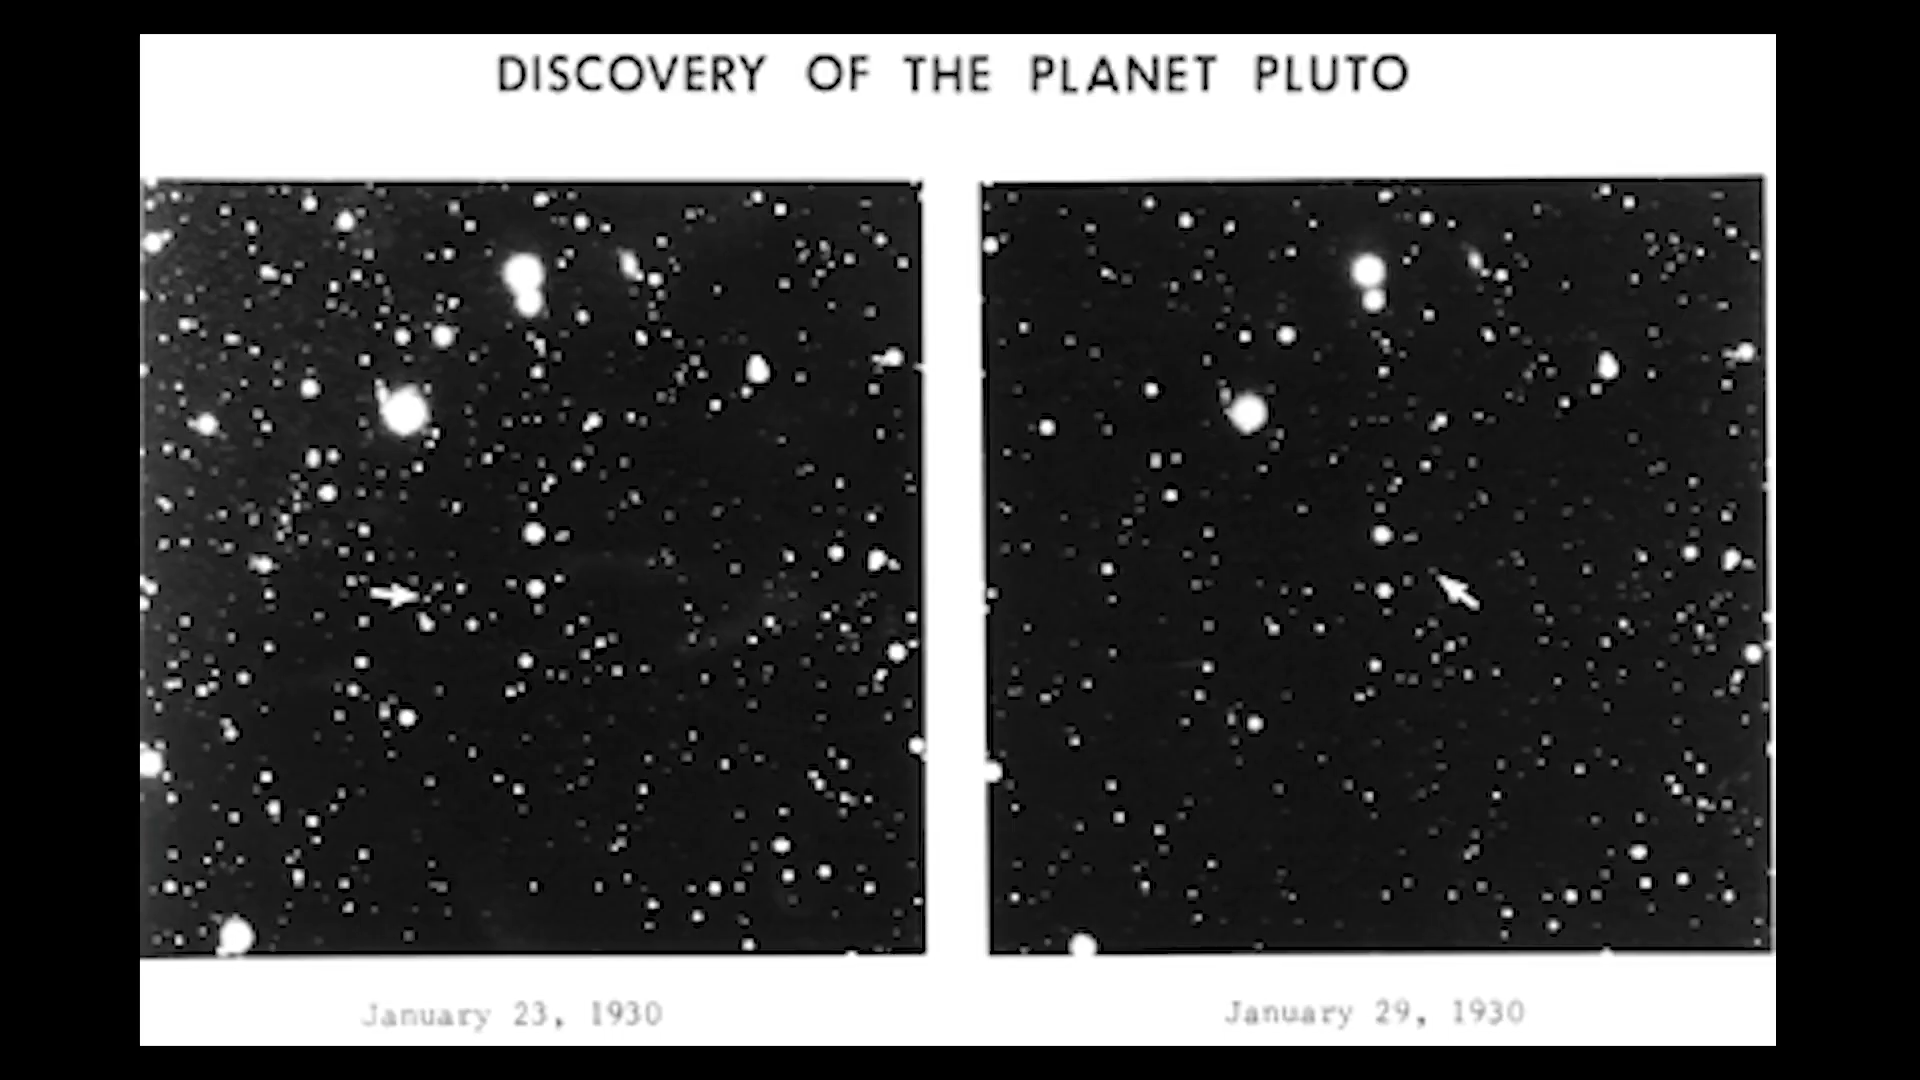 DISCOVERY OF THE PLANET PLUTO
January 23, 1930
January 29, 1930